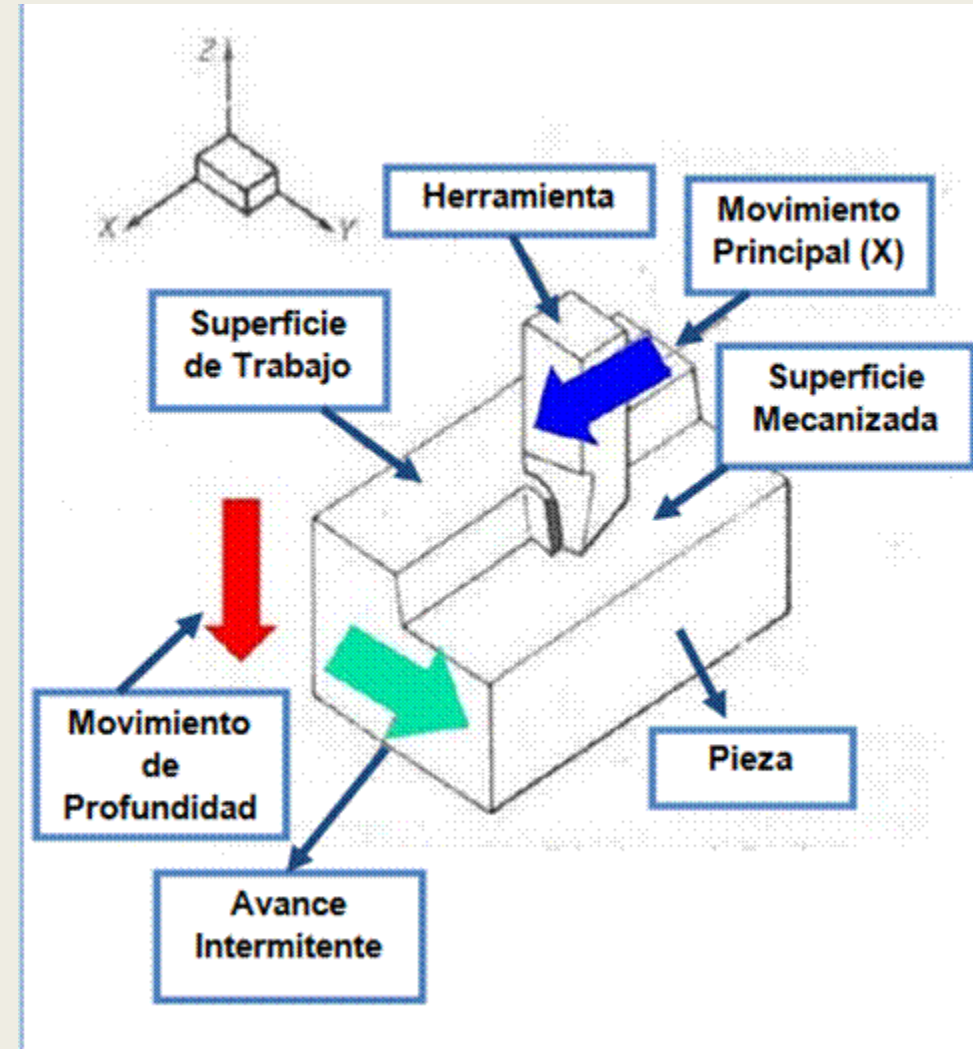 Z
X
Y
Herramienta
Movimiento
Principal (X)
Superficie
de Trabajo
Superficie
Mecanizada
Movimiento
de
Profundidad
Pieza
Avance
Intermitente